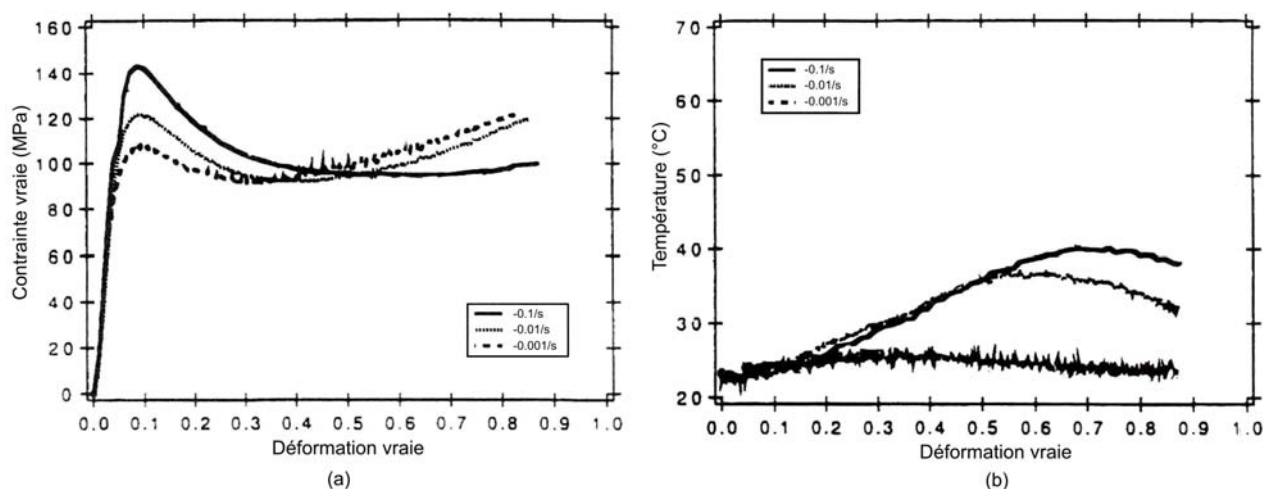 160
140
120
100
80
60
40
20
0
Contrainte vraie (MPa)
-0.1/s
-0.01/s
-0.001/s
0.0 0.1 0.2 0.3 0.4 0.5 0.6 0.7 0.8 0.9 1.0
Déformation vraie
(a)
70
60
50
40
30
20
Température (°C)
-0.1/s
-0.01/s
-0.001/s
0.0 0.1 0.2 0.3 0.4 0.5 0.6 0.7 0.8 0.9 1.0
Déformation vraie
(b)